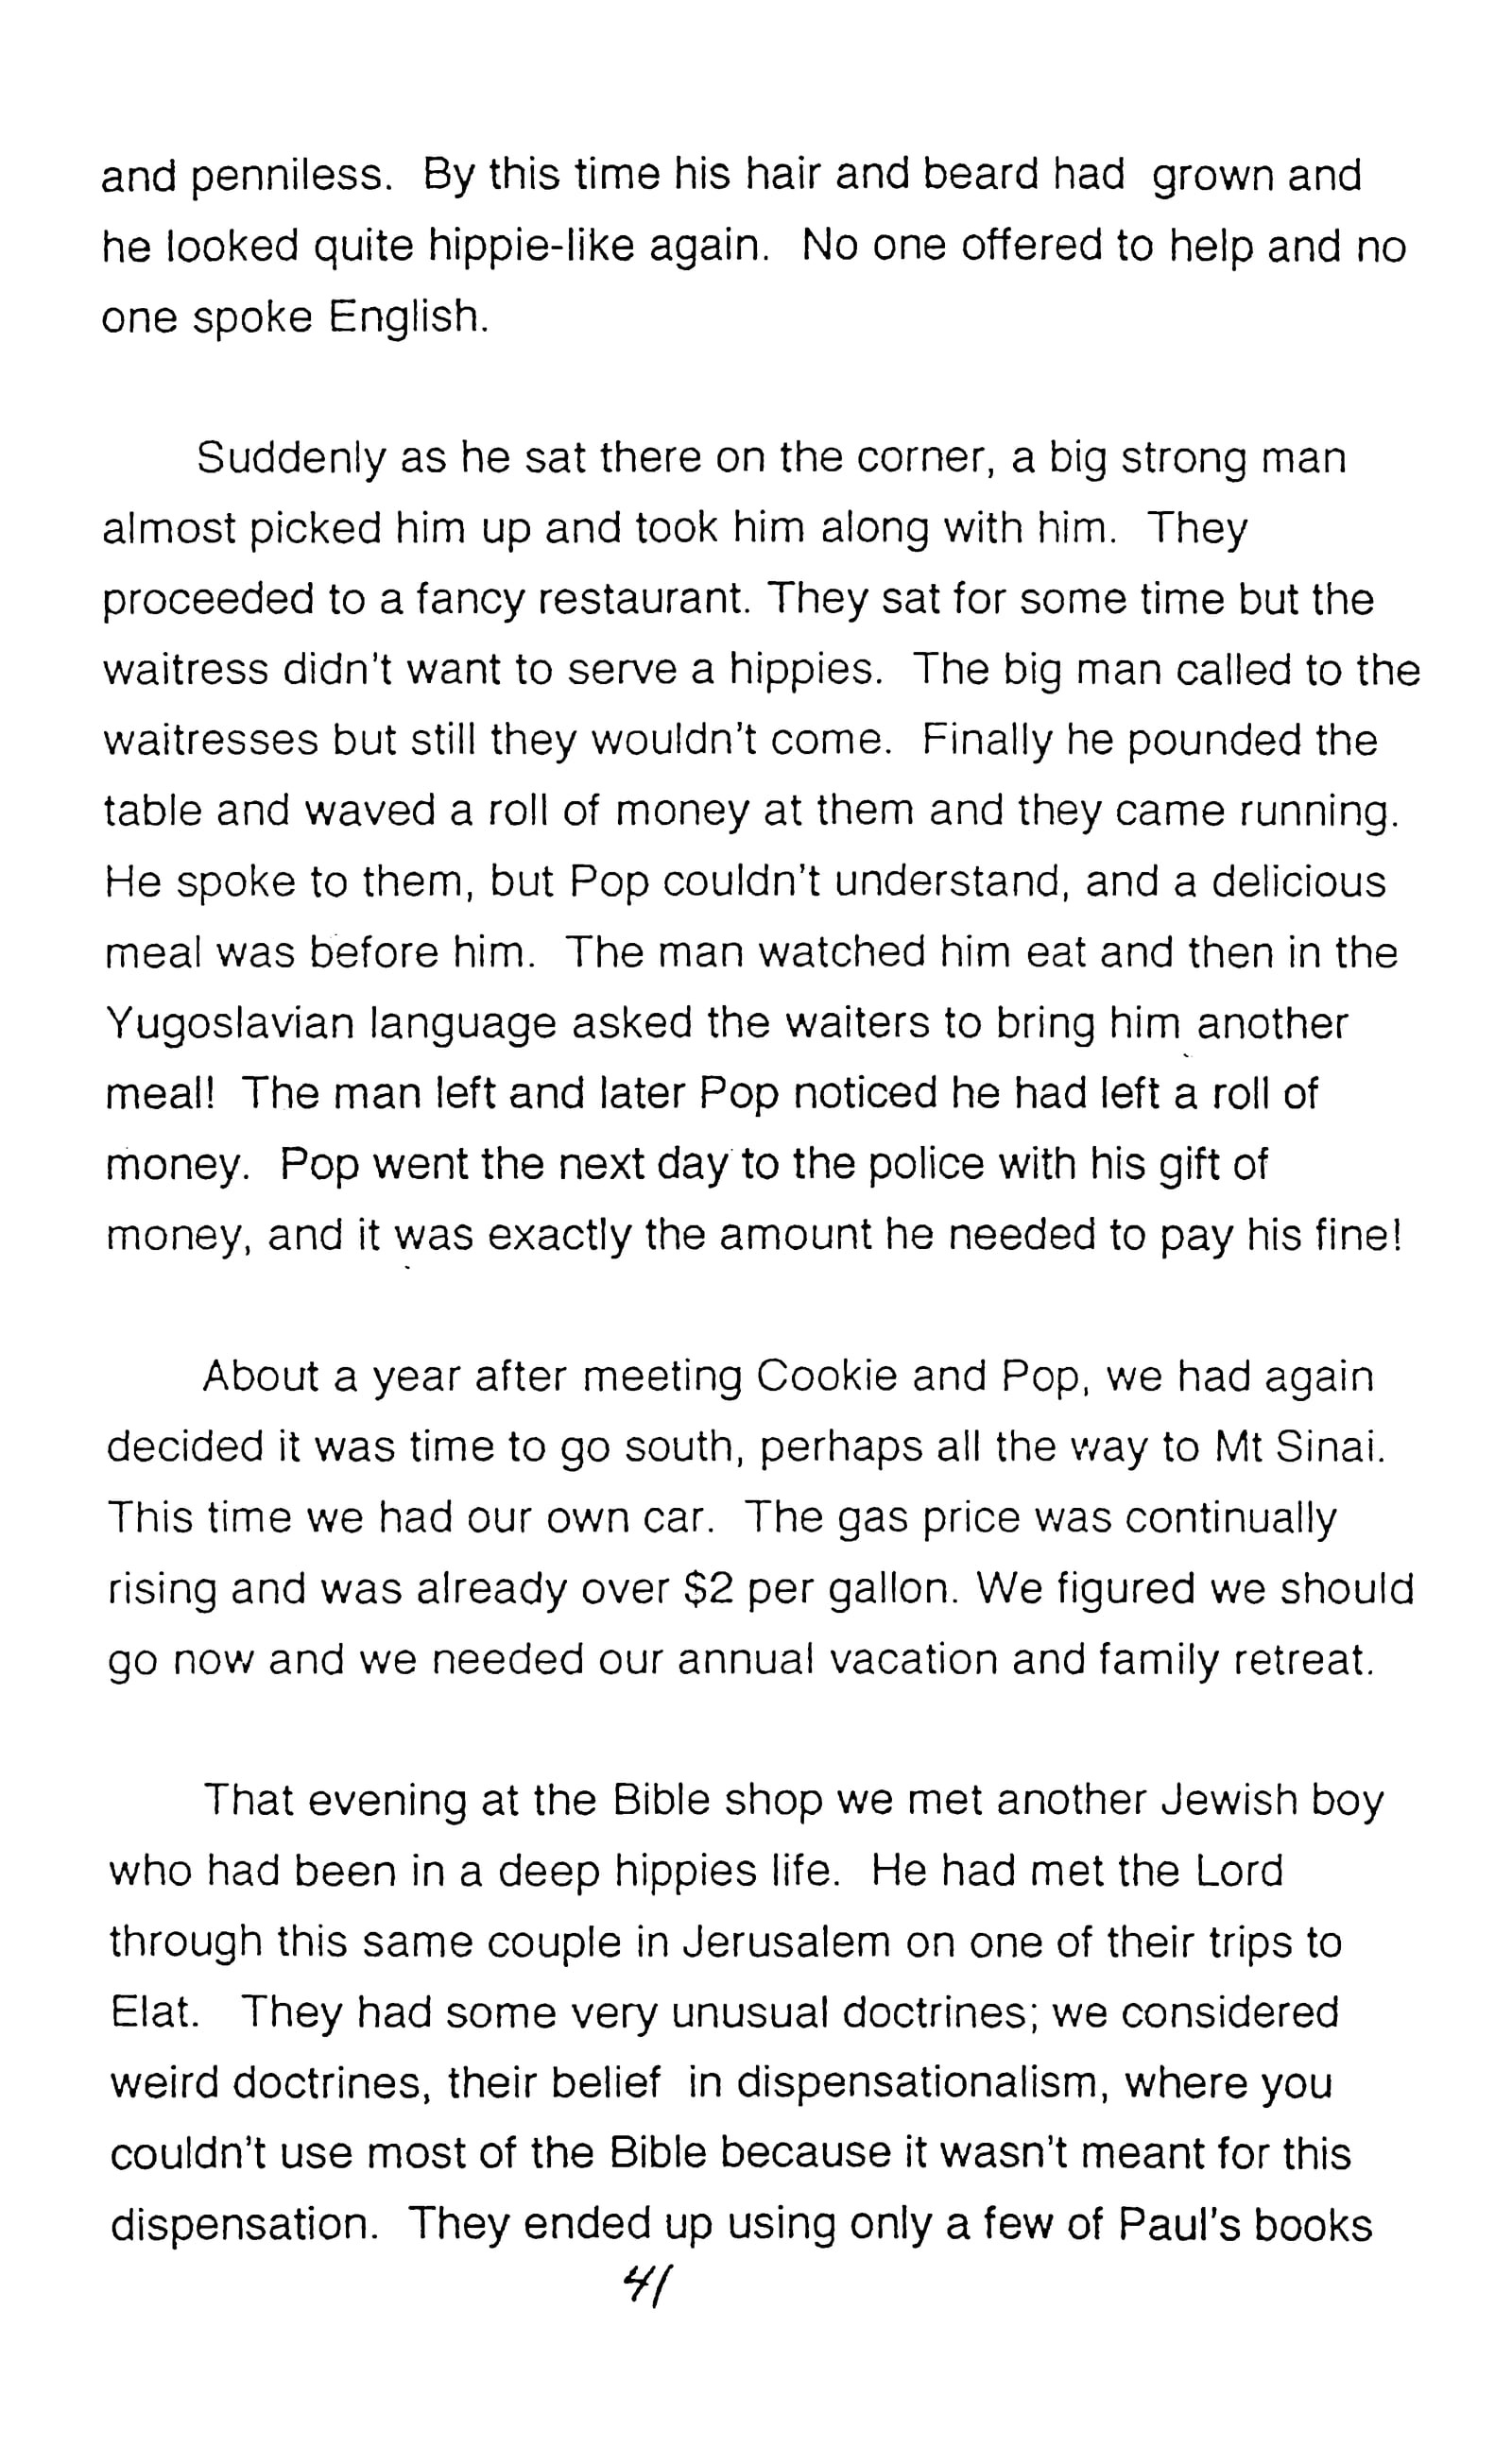 and penniless. By this time his hair and beard had grown and
he looked quite hippie-like again. No one offered to help and no
one spoke English.
Suddenly as he sat there on the corner, a big strong man
almost picked him up and took him along with him. They
proceeded to a fancy restaurant. They sat for some time but the
waitress didn't want to serve a hippies. The big man called to the
waitresses but still they wouldn't come. Finally he pounded the
table and waved a roll of money at them and they came running.
He spoke to them, but Pop couldn't understand, and a delicious
meal was before him. The man watched him eat and then in the
Yugoslavian language asked the waiters to bring him another
meal! The man left and later Pop noticed he had left a roll of
money. Pop went the next day to the police with his gift of
money, and it was exactly the amount he needed to pay his fine!
About a year after meeting Cookie and Pop, we had again
decided it was time to go south, perhaps all the way to Mt Sinai.
This time we had our own car. The gas price was continually
rising and was already over $2 per gallon. We figured we should
go now and we needed our annual vacation and family retreat.
That evening at the Bible shop we met another Jewish boy
who had been in a deep hippies life. He had met the Lord
through this same couple in Jerusalem on one of their trips to
Elat. They had some very unusual doctrines; we considered
weird doctrines, their belief in dispensationalism, where you
couldn't use most of the Bible because it wasn't meant for this
dispensation. They ended up using only a few of Paul's books
41